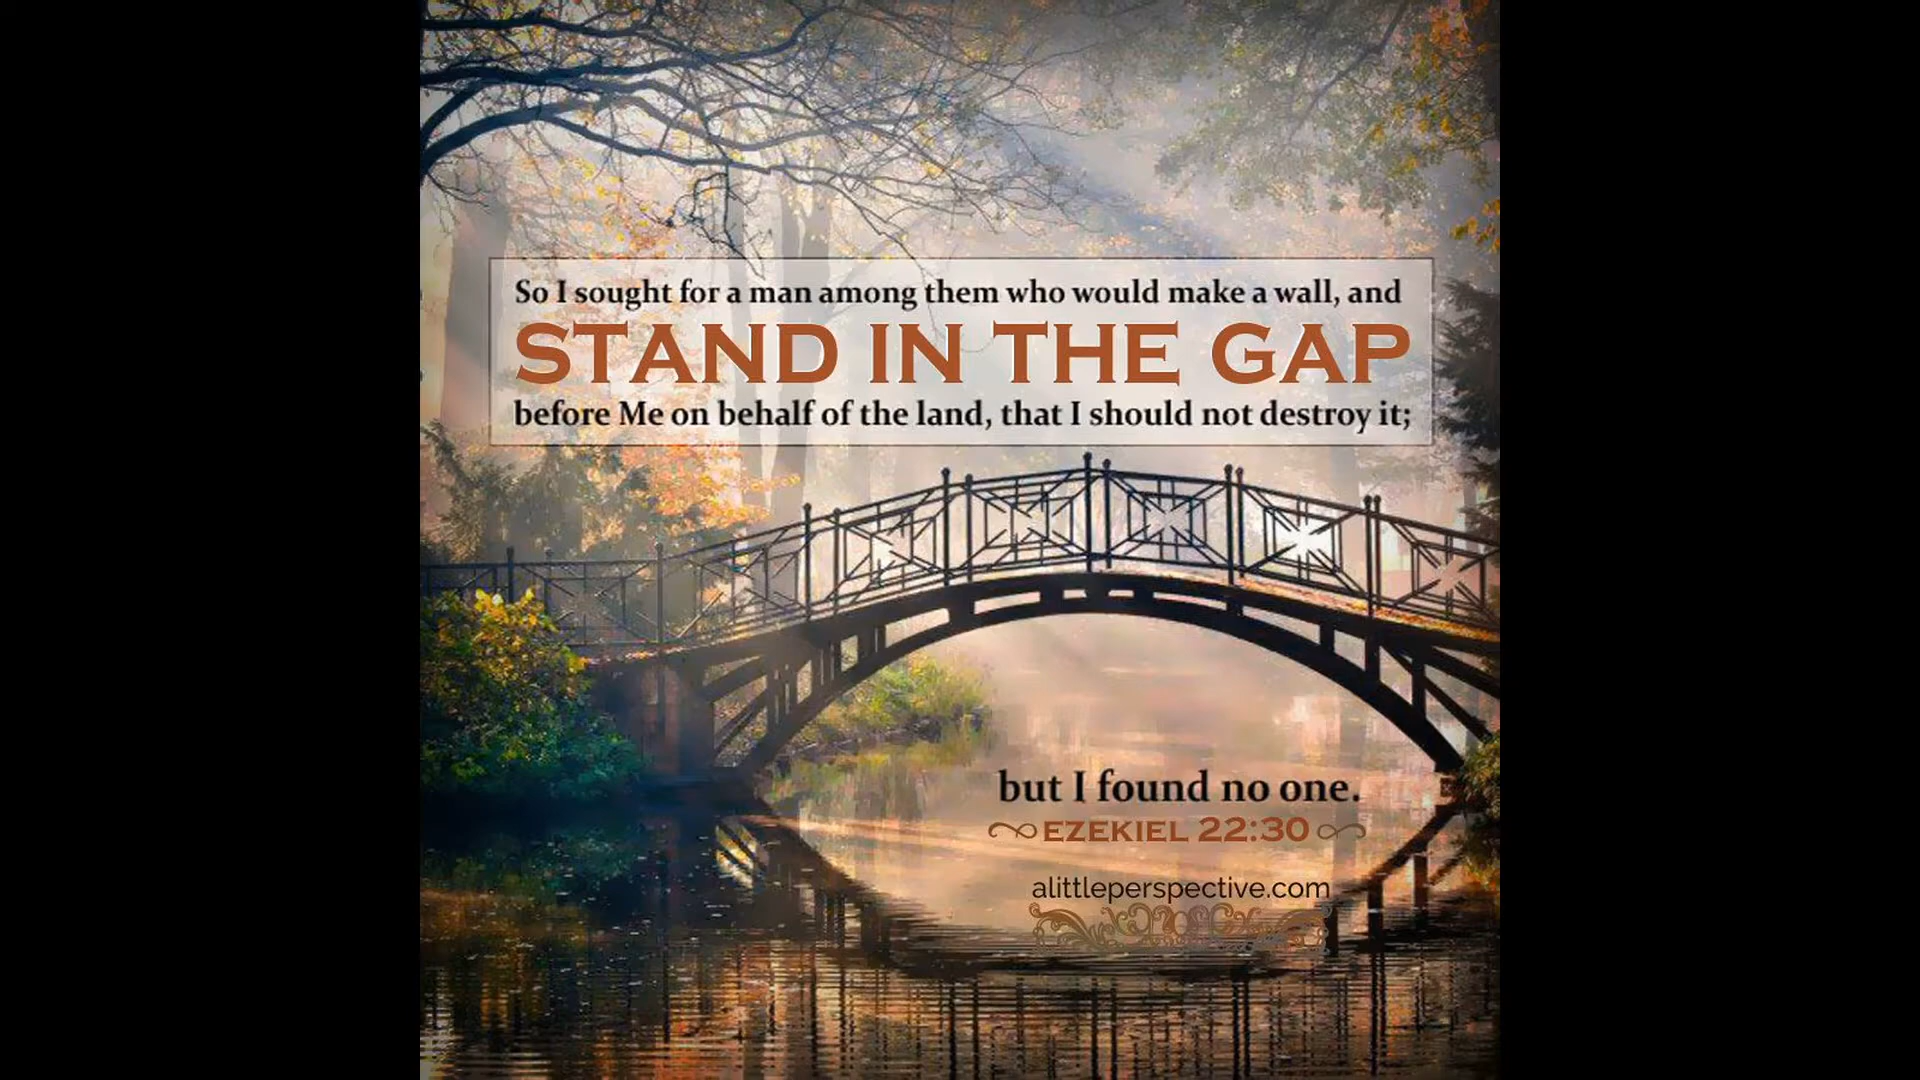 So I sought for a man among them who would make a wall, and
STAND IN THE GAP
before Me on behalf of the land, that I should not destroy it;
but I found no one.
EZEKIEL 22:30
alittleperspective.com